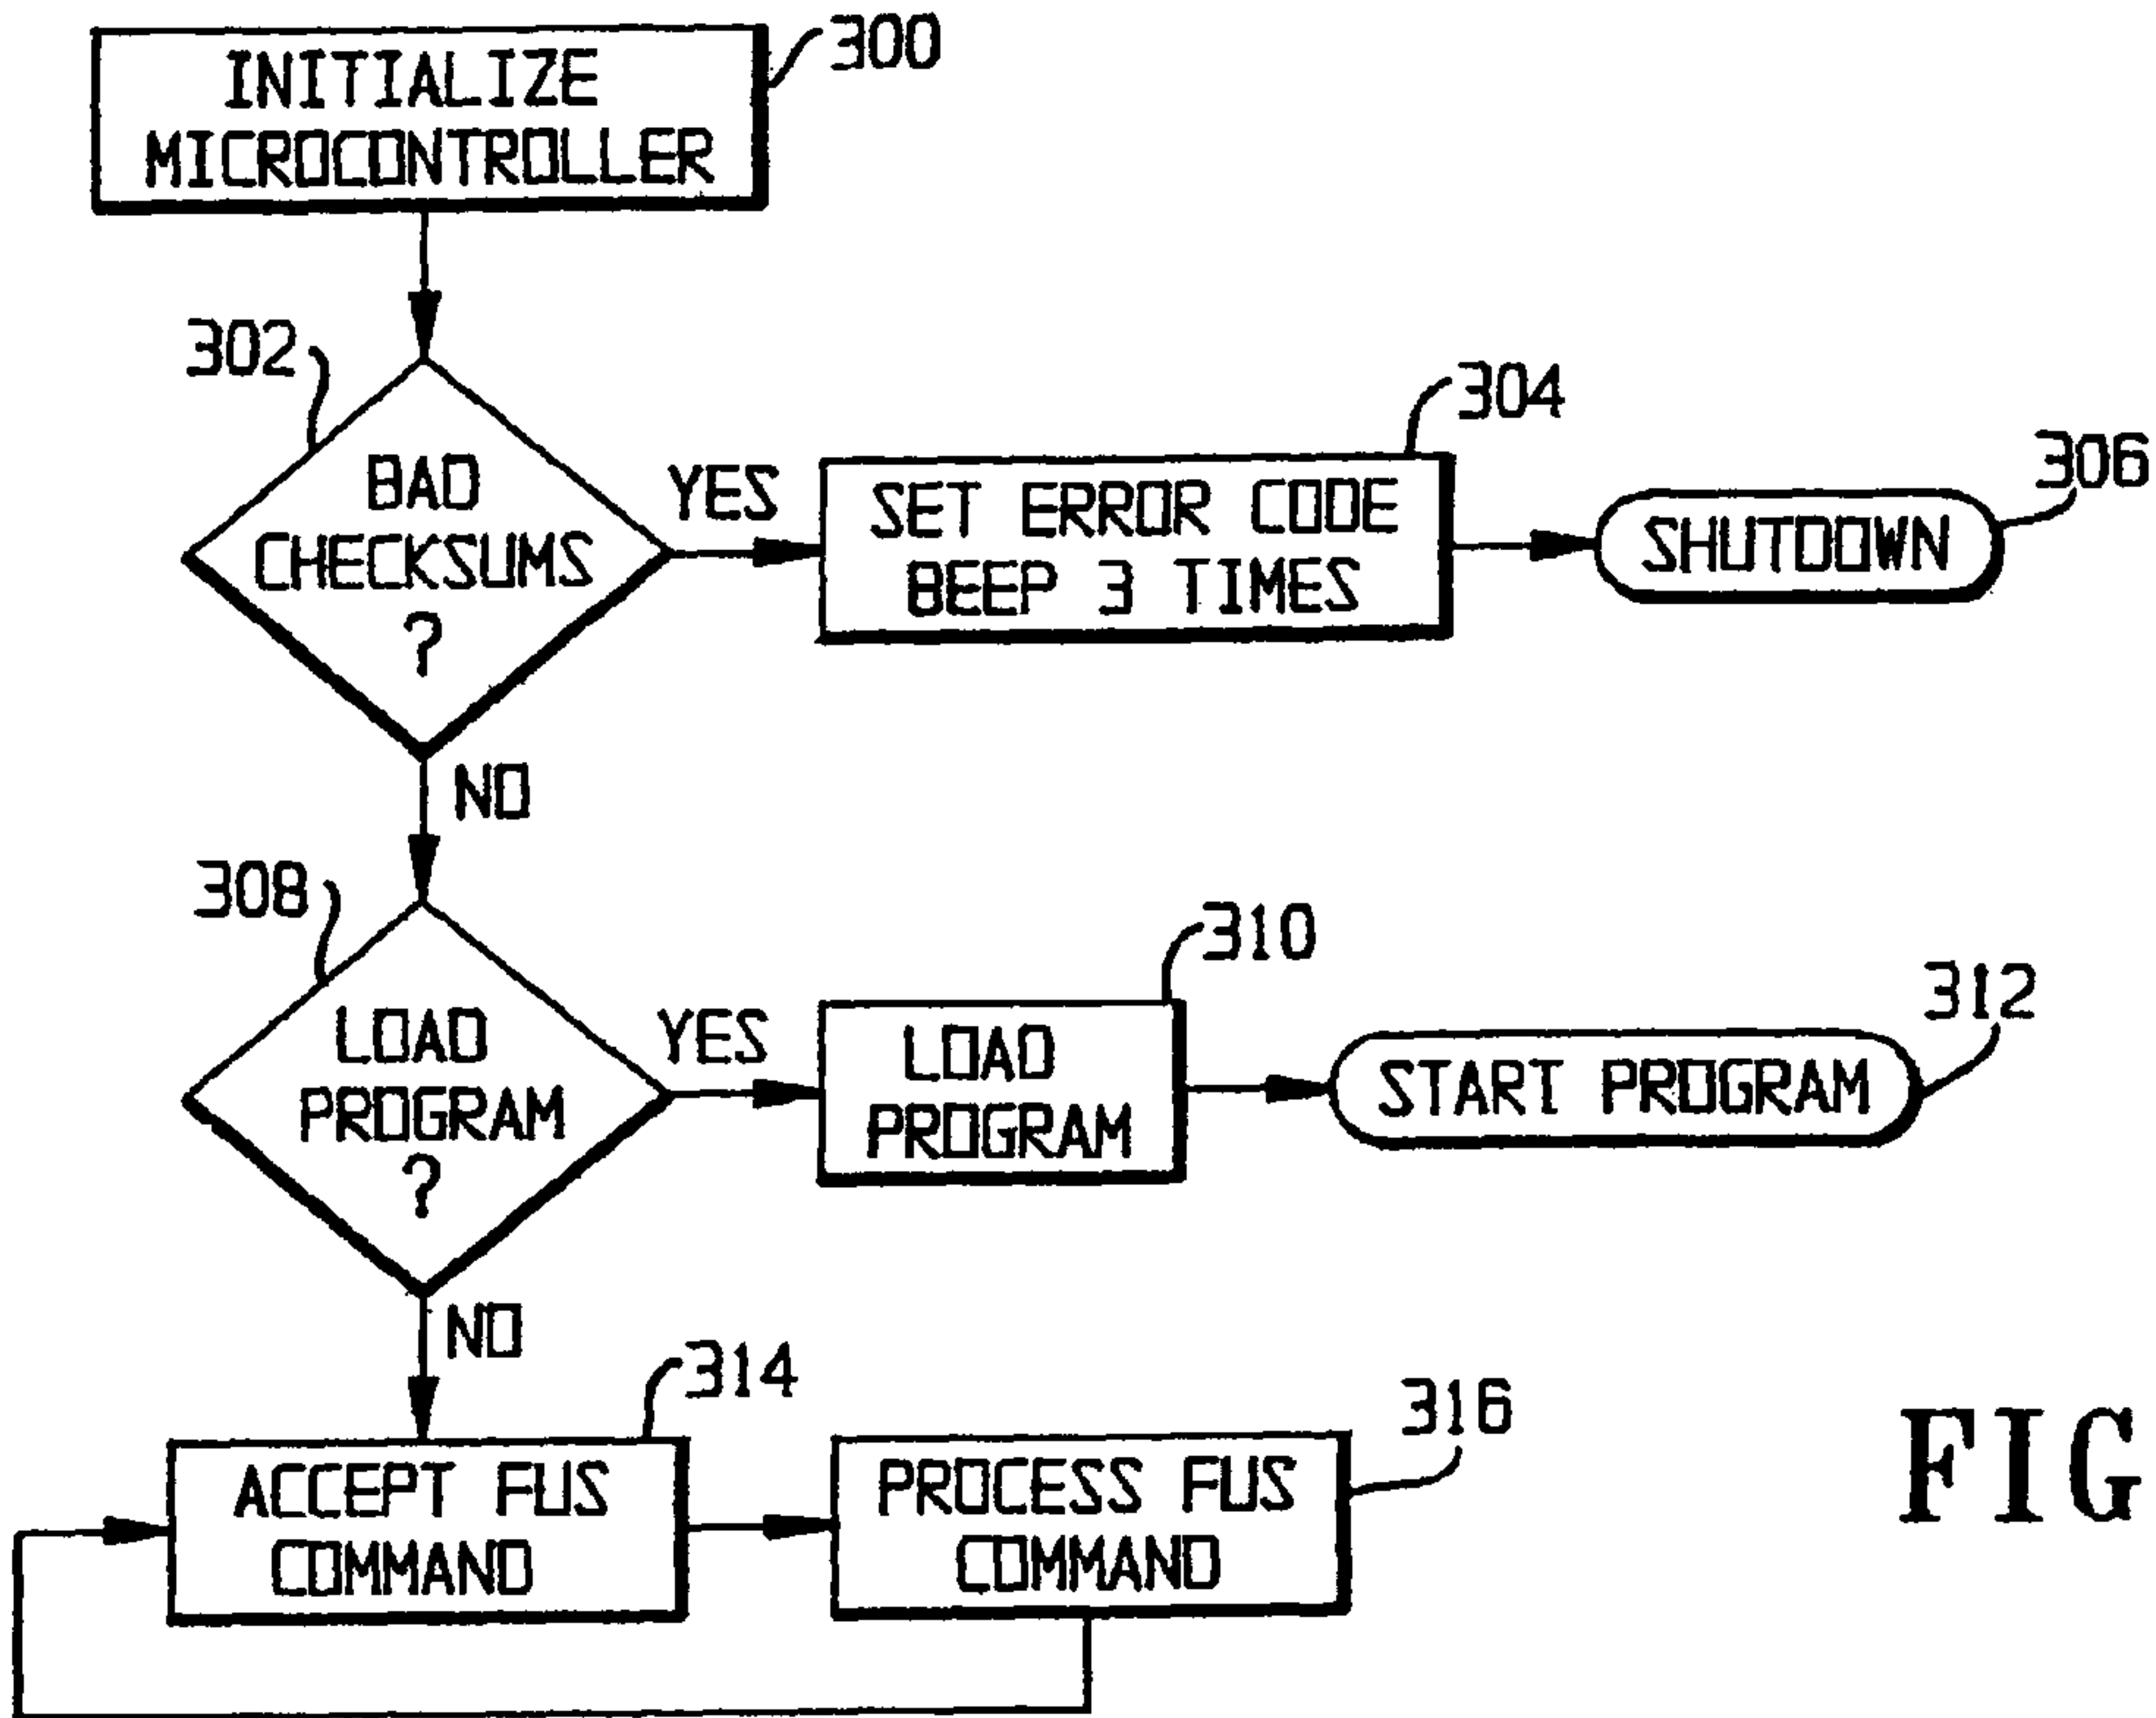 INITIALIZE
MICROCONTROLLER
300
302
BAD
CHECKSUMS
?
YES
304
SET ERROR CODE
BEEP 3 TIMES
306
SHUTDOWN
NO
308
LOAD
PROGRAM
?
YES
310
LOAD
PROGRAM
312
START PROGRAM
NO
314
ACCEPT FUS
COMMAND
316
PROCESS FUS
COMMAND
FIG